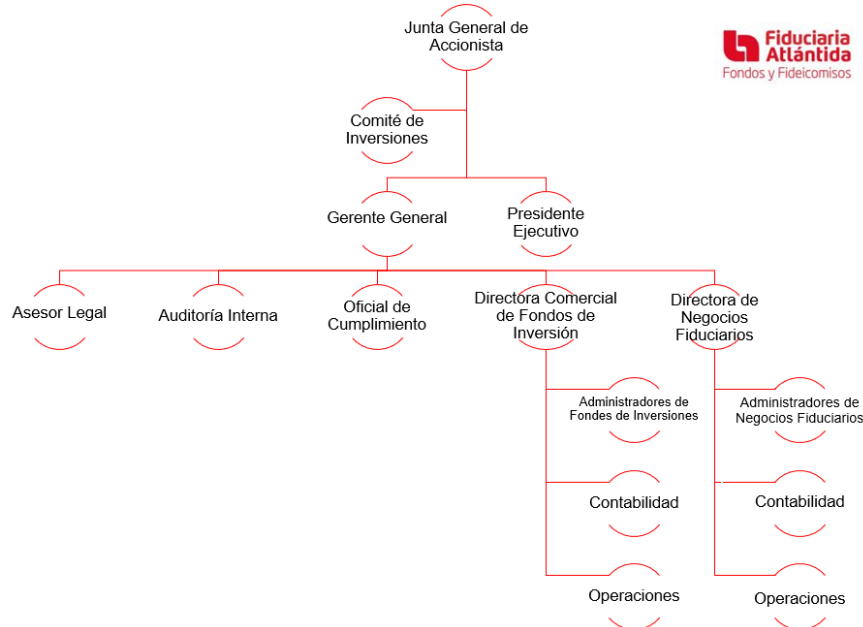 Junta General de
Accionista
Fiduciaria
Atlántida
Fondos y Fideicomisos
Comité de
Inversiones
Gerente General
Presidente
Ejecutivo
Asesor Legal
Auditoría Interna
Oficial de
Cumplimiento
Directora Comercial
de Fondos de
Inversión
Directora de
Negocios
Fiduciarios
Administradores de
Fondes de Inversiones
Administradores de
Negocios Fiduciarios
Contabilidad
Contabilidad
Operaciones
Operaciones